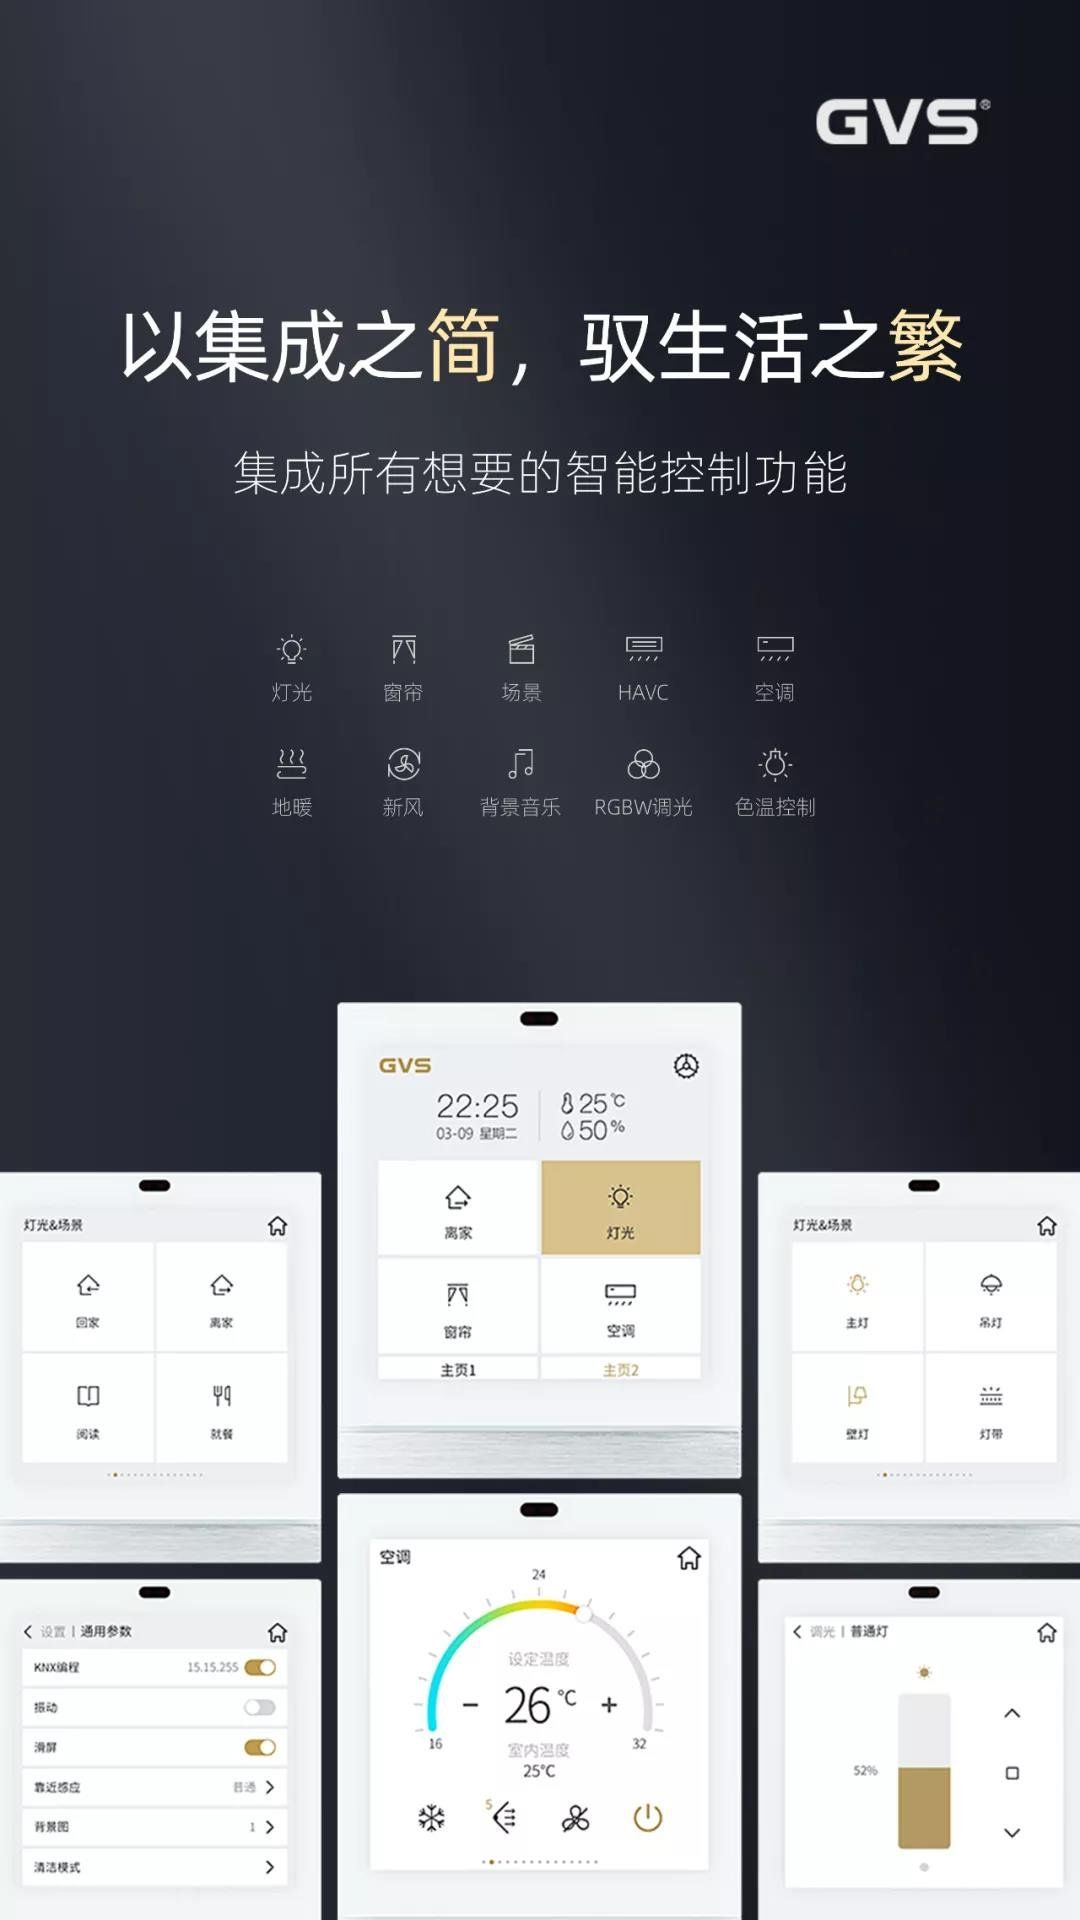 GVS®
以集成之简，驭生活之繁
集成所有想要的智能控制功能
灯光 窗帘 场景 HAVC 空调
地暖 新风 背景音乐 RGBW调光 色温控制
GVS
22:25 25℃
03-09 星期二 50%
离家 灯光
窗帘 空调
主页1 主页2
灯光&场景
回家 离家
阅读 就餐
灯光&场景
主灯 吊灯
壁灯 灯带
设置 | 通用参数
KNX编程 15.15.255
振动
滑屏
靠近感应 普通
背景图 1
清洁模式
空调
24
设定温度
- 26℃ +
16 32
室内温度
25℃
5
调光 | 普通灯
52%